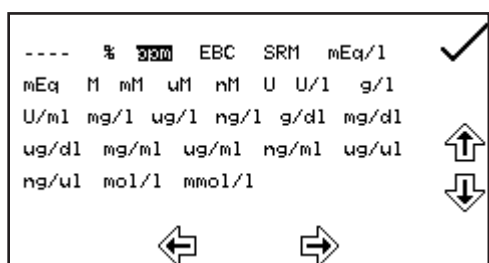 ---- % ppm EBC SRM mEq/l
mEq M mM uM nM U U/l g/l
U/ml mg/l ug/l ng/l g/dl mg/dl
ug/dl mg/ml ug/ml ng/ml ug/ul
ng/ul mol/l mmol/l